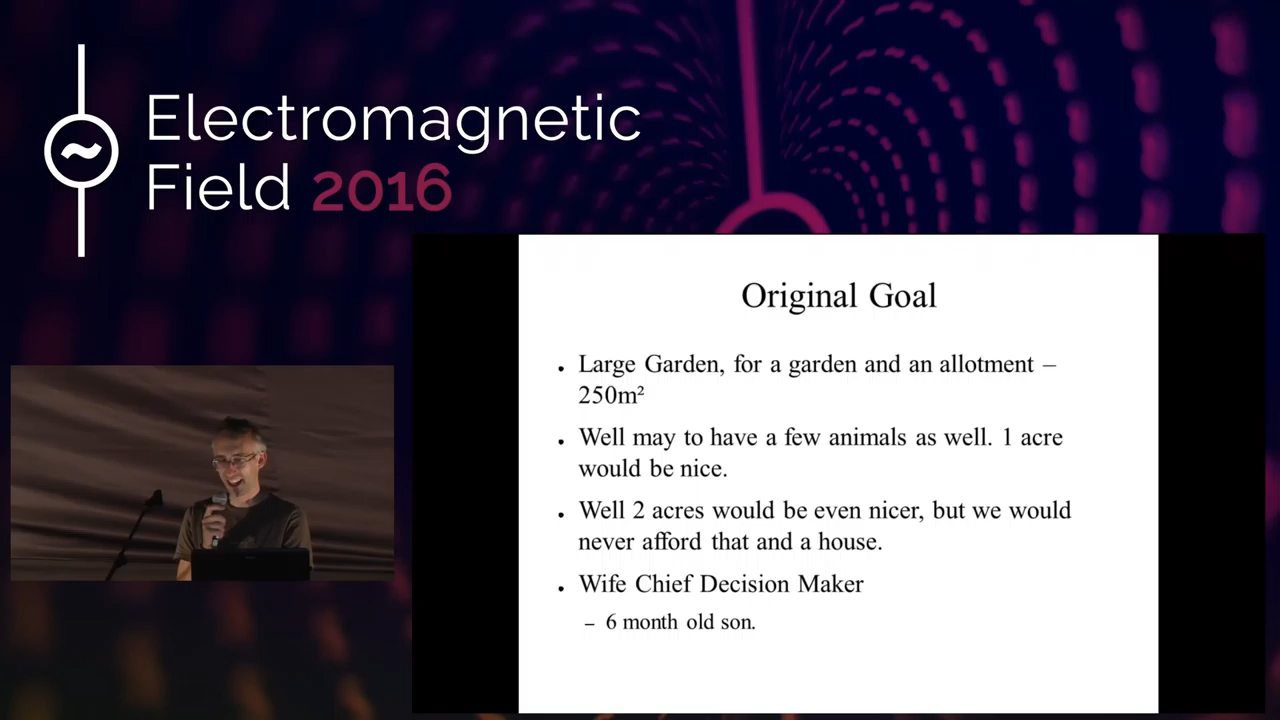 Electromagnetic
Field 2016
Original Goal
• Large Garden, for a garden and an allotment –
250m²
• Well may to have a few animals as well. 1 acre
would be nice.
• Well 2 acres would be even nicer, but we would
never afford that and a house.
• Wife Chief Decision Maker
– 6 month old son.